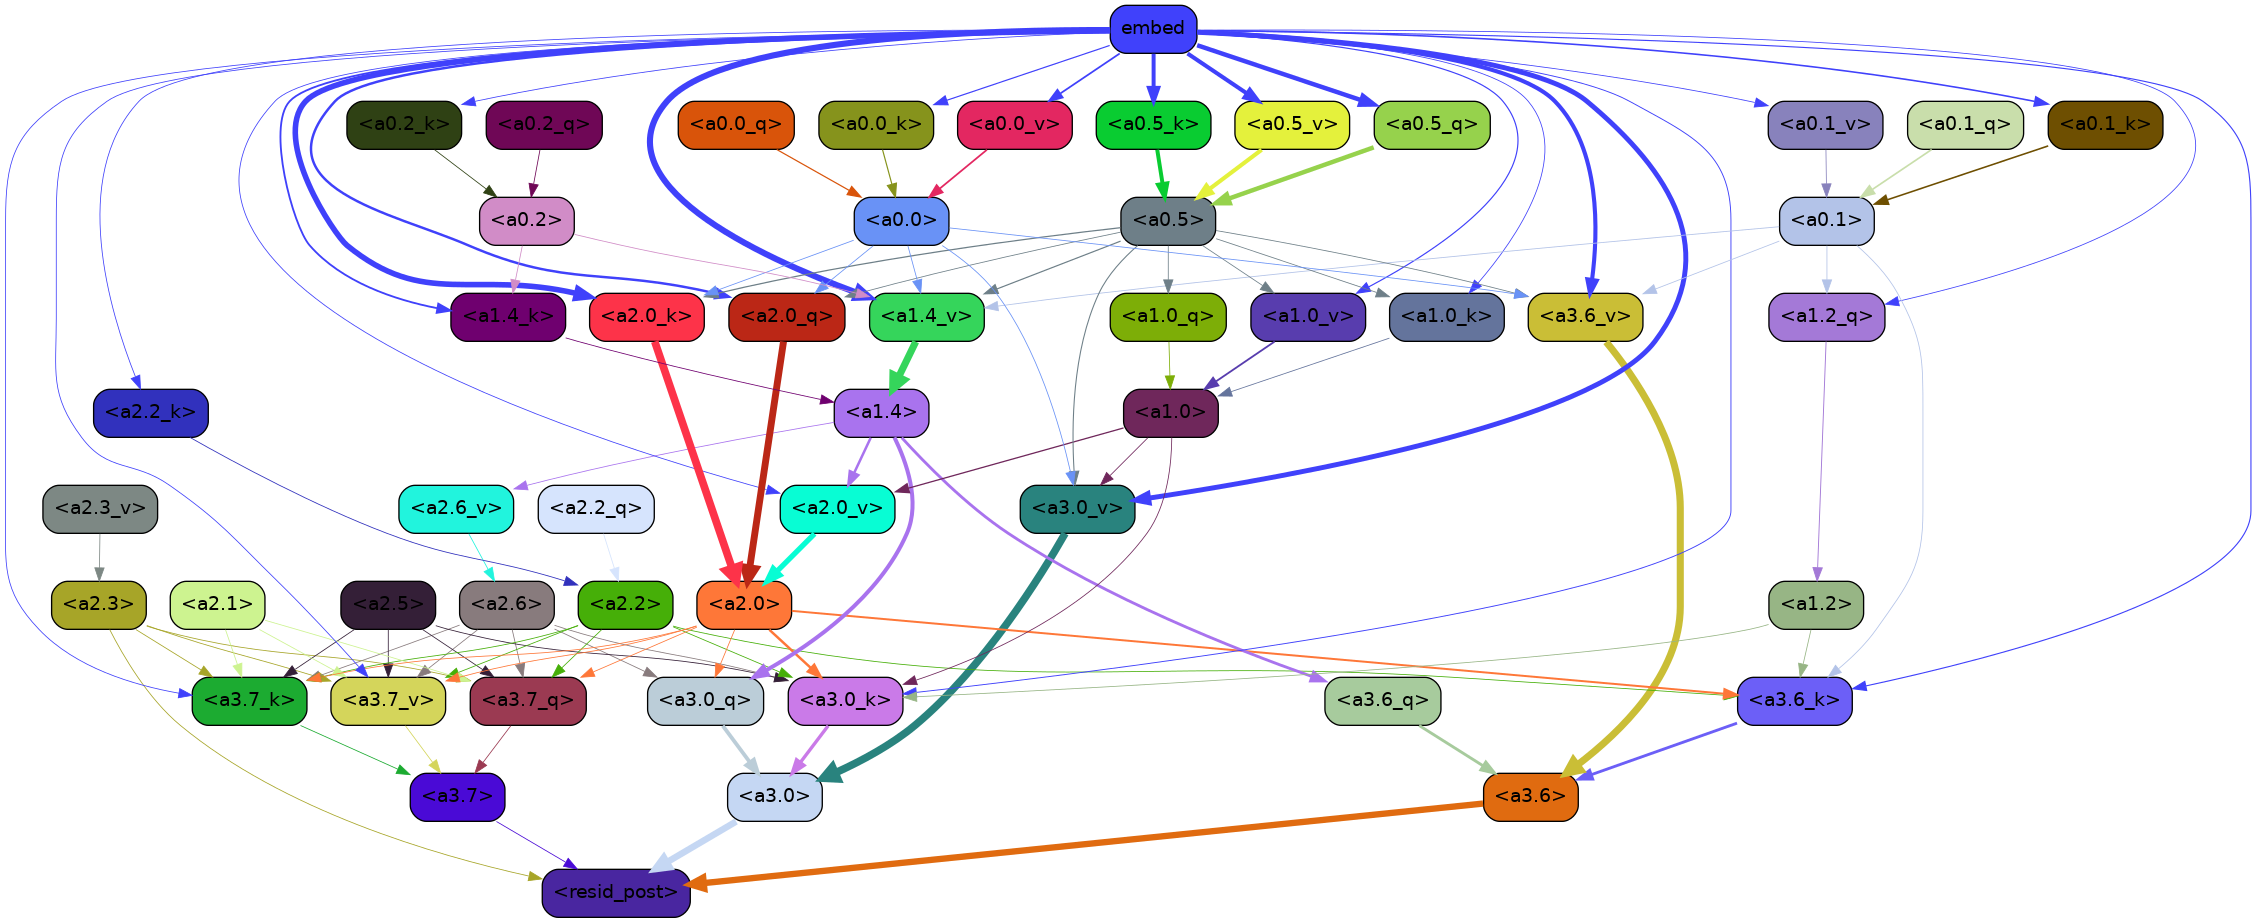 embed
<a0.2_k> <a0.2_q> <a0.0_q> <a0.0_k> <a0.0_v> <a0.5_k> <a0.5_v> <a0.5_q> <a0.1_v> <a0.1_q> <a0.1_k>
<a0.2> <a0.0> <a0.5> <a0.1>
<a1.4_k> <a2.0_k> <a2.0_q> <a1.4_v> <a1.0_q> <a1.0_v> <a1.0_k> <a3.6_v> <a1.2_q>
<a2.2_k> <a1.4> <a1.0>
<a2.3_v> <a2.6_v> <a2.2_q> <a2.0_v> <a3.0_v>
<a2.3> <a2.1> <a2.5> <a2.6> <a2.2> <a2.0> <a1.2>
<a3.7_k> <a3.7_v> <a3.7_q> <a3.0_q> <a3.0_k> <a3.6_q> <a3.6_k>
<a3.7> <a3.0> <a3.6>
<resid_post>